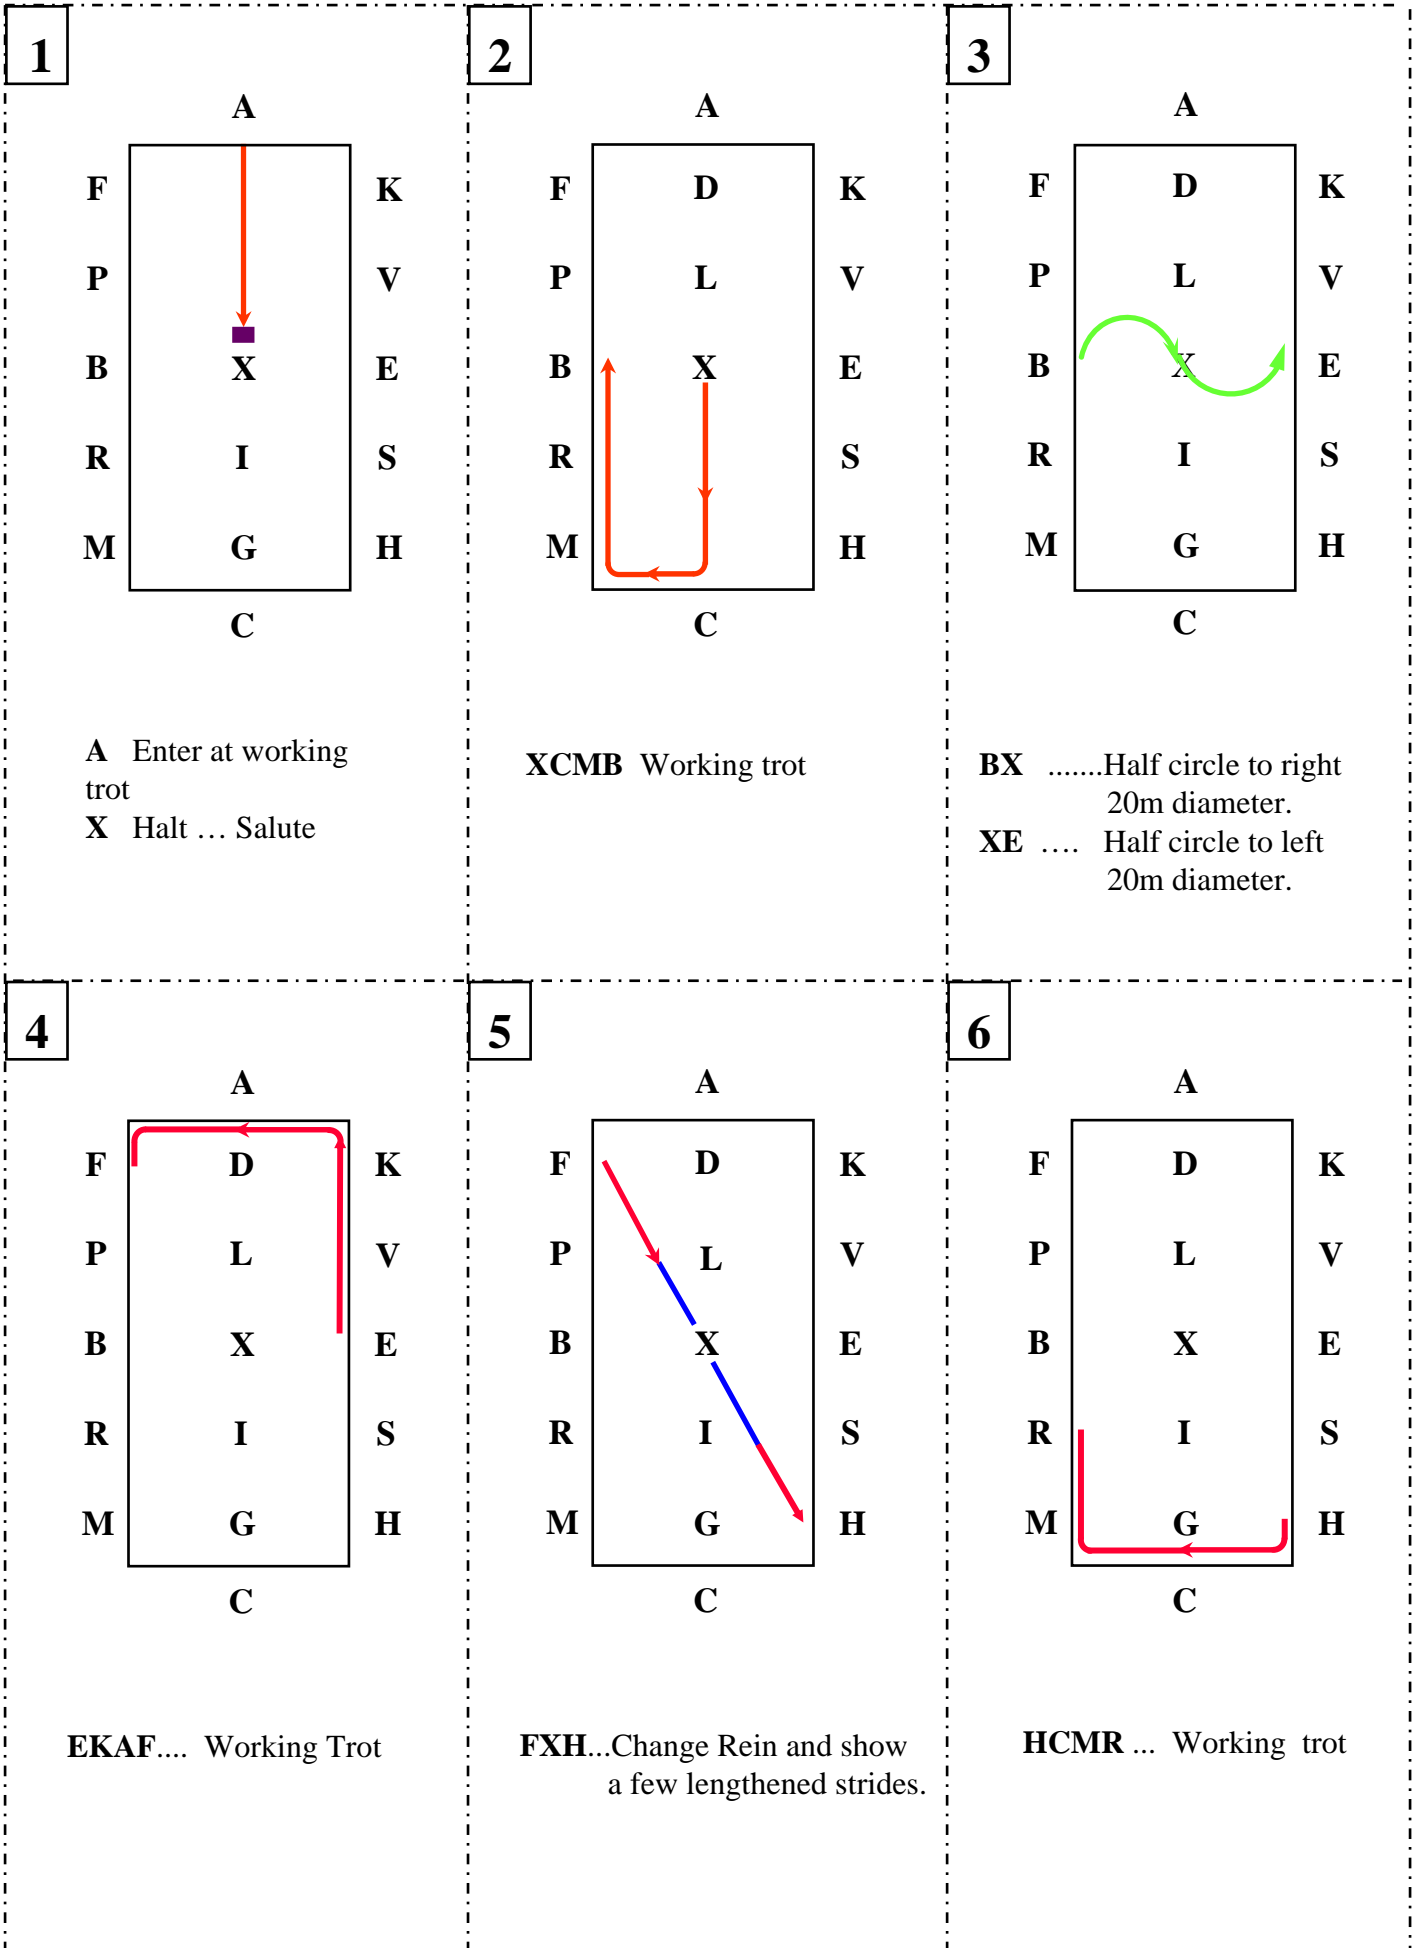 1
A
F K
P V
B X E
R I S
M G H
C
A Enter at working
trot
X Halt … Salute
2
A
F D K
P L V
B X E
R S
M H
C
XCMB Working trot
3
A
F D K
P L V
B X E
R I S
M G H
C
BX .......Half circle to right
20m diameter.
XE …. Half circle to left
20m diameter.
4
A
F D K
P L V
B X E
R I S
M G H
C
EKAF.... Working Trot
5
A
F D K
P L V
B X E
R I S
M G H
C
FXH...Change Rein and show
a few lengthened strides.
6
A
F D K
P L V
B X E
R I S
M G H
C
HCMR ... Working trot